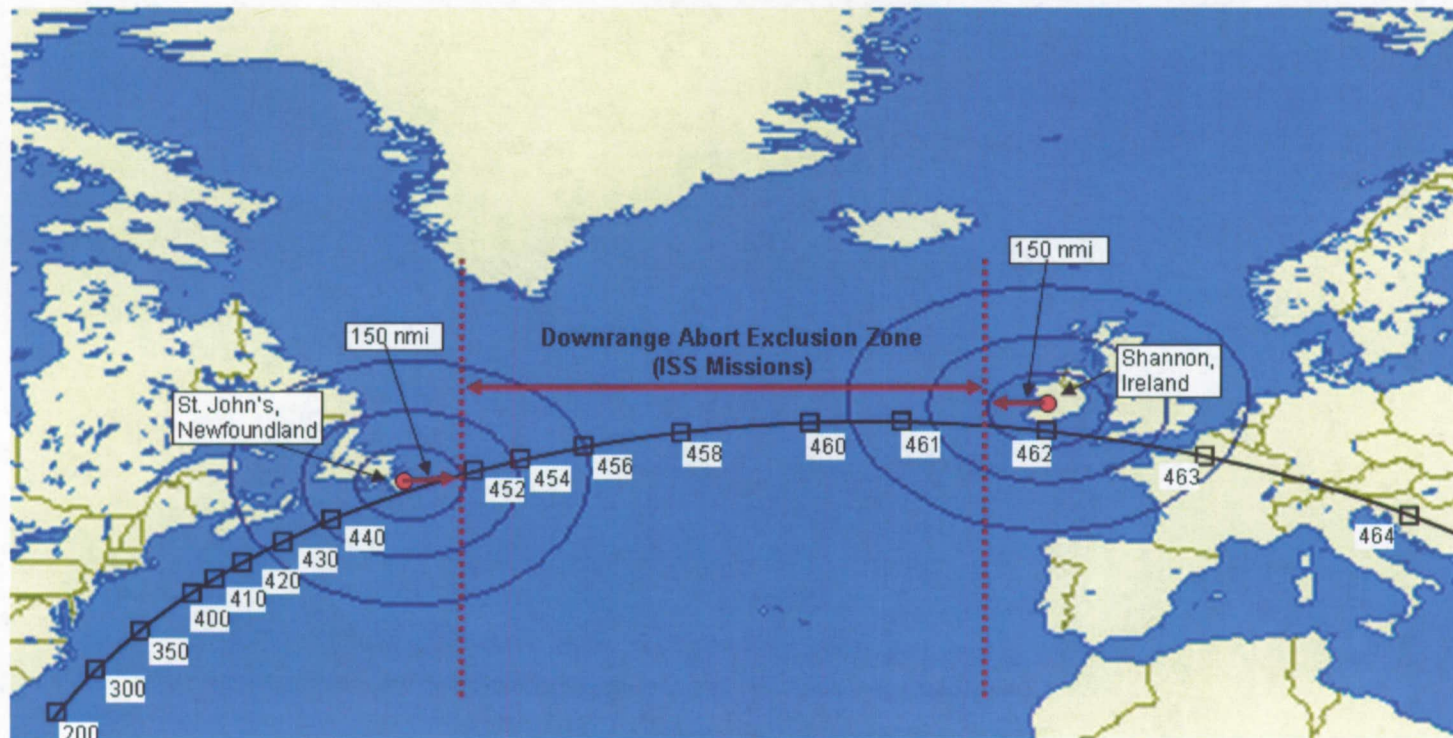 150 nmi
Downrange Abort Exclusion Zone
(ISS Missions)
150 nmi
Shannon,
Ireland
St. John's,
Newfoundland
461
462
460
458
463
456
454
452
464
440
430
420
410
400
350
300
200